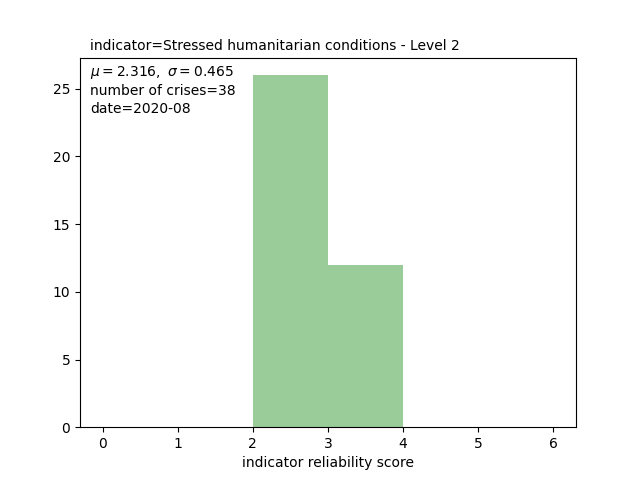 indicator=Stressed humanitarian conditions - Level 2
μ = 2.316, σ = 0.465
number of crises=38
date=2020-08
25
20
15
10
5
0
0 1 2 3 4 5 6
indicator reliability score